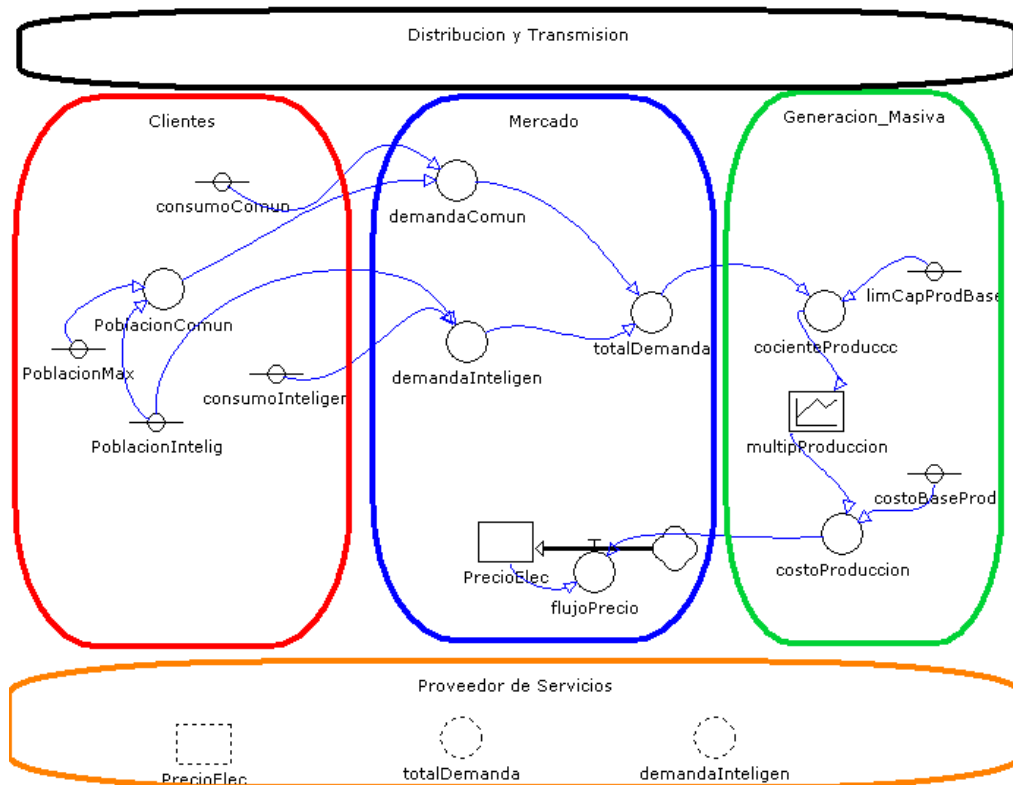 Distribucion y Transmision
Clientes
Mercado
Generacion_Masiva
consumoComun
demandaComun
PoblacionComun
limCapProdBase
PoblacionMax
consumoInteligen
demandaInteligen
totalDemanda
cocienteProduccc
PoblacionIntelig
multipProduccion
costoBaseProd
PrecioElec
flujoPrecio
costoProduccion
Proveedor de Servicios
PrecioElec
totalDemanda
demandaInteligen